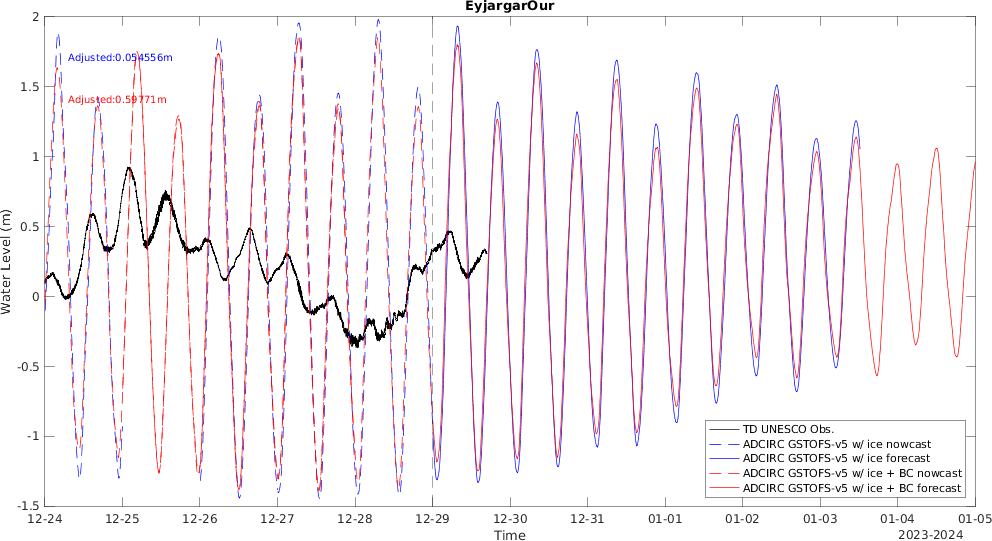 EyjargarOur
2
1.5
1
0.5
0
-0.5
-1
-1.5
Water Level (m)
Adjusted:0.054556m
Adjusted:0.59771m
TD UNESCO Obs.
ADCIRC GSTOFS-v5 w/ ice nowcast
ADCIRC GSTOFS-v5 w/ ice forecast
ADCIRC GSTOFS-v5 w/ ice + BC nowcast
ADCIRC GSTOFS-v5 w/ ice + BC forecast
12-24 12-25 12-26 12-27 12-28 12-29 12-30 12-31 01-01 01-02 01-03 01-04 01-05
Time
2023-2024